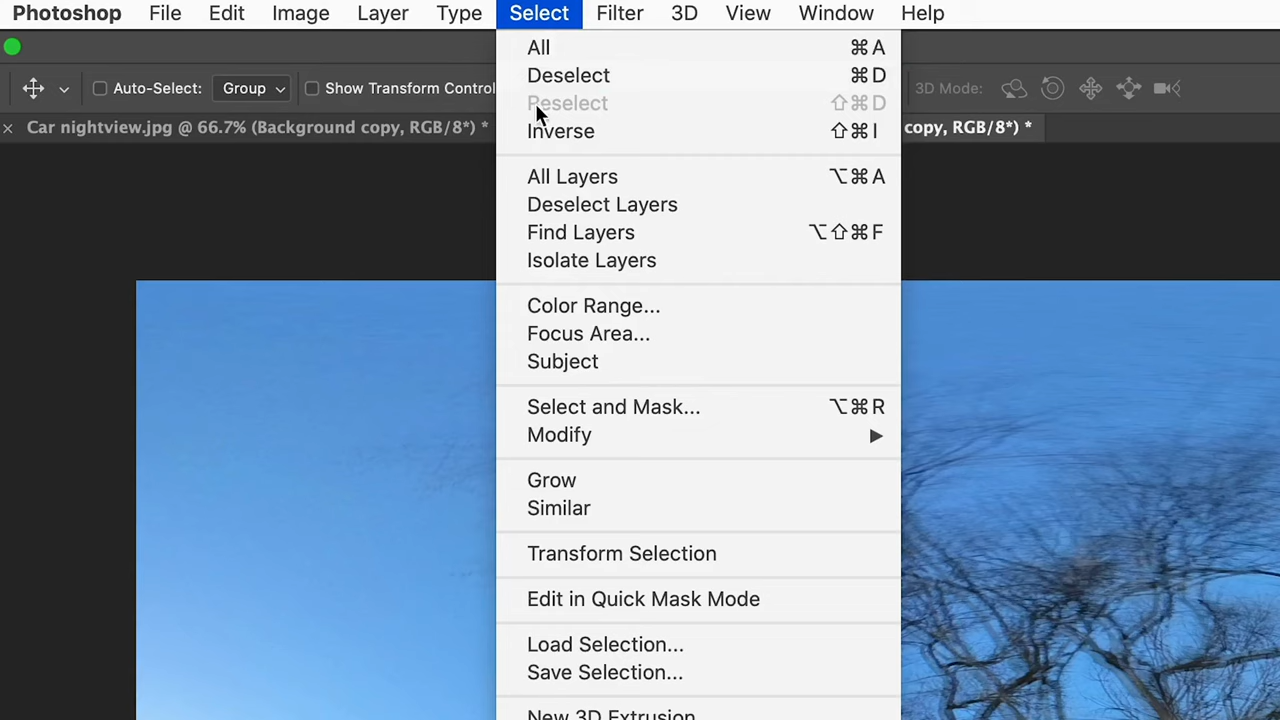 Photoshop File Edit Image Layer Type Select Filter 3D View Window Help
Auto-Select: Group Show Transform Control 3D Mode:
× Car nightview.jpg @ 66.7% (Background copy, RGB/8*) * copy, RGB/8*) *
All ⌘A
Deselect ⌘D
Reselect ⇧⌘D
Inverse ⇧⌘I
All Layers ⌥⌘A
Deselect Layers
Find Layers ⌥⇧⌘F
Isolate Layers
Color Range...
Focus Area...
Subject
Select and Mask... ⌥⌘R
Modify ▶
Grow
Similar
Transform Selection
Edit in Quick Mask Mode
Load Selection...
Save Selection...
New 3D Extrusion